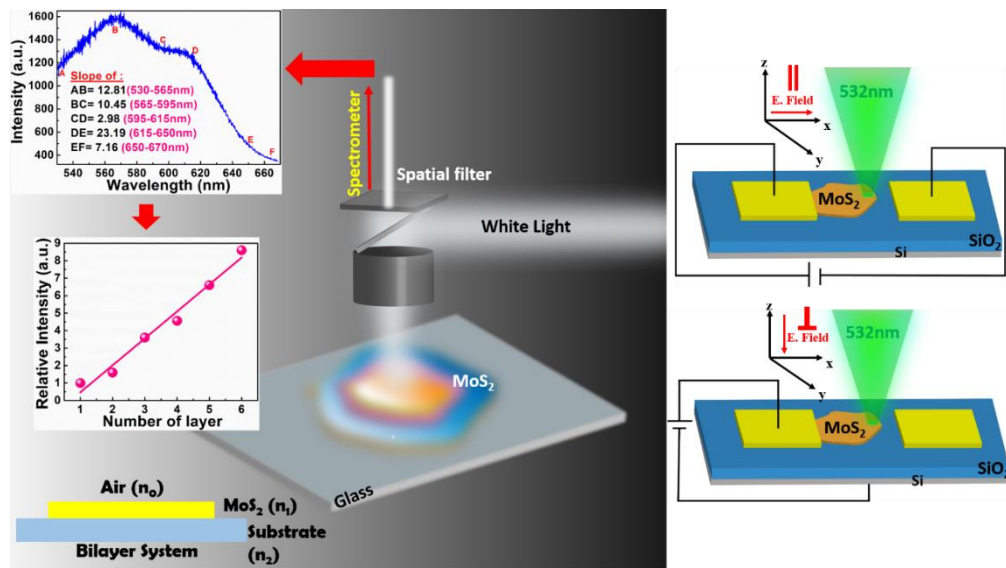 1600
1400
1200
1000
800
600
400
Intensity (a.u.)
A
B
C
D
E
F
Slope of :
AB= 12.81(530-565nm)
BC= 10.45(565-595nm)
CD= 2.98 (595-615nm)
DE= 23.19(615-650nm)
EF= 7.16 (650-670nm)
540 560 580 600 620 640 660
Wavelength (nm)
9
8
7
6
5
4
3
2
1
0
Relative Intensity (a.u.)
1 2 3 4 5 6
Number of layer
Spectrometer
Spatial filter
White Light
MoS2
Glass
Air (n0)
MoS2 (n1)
Substrate
(n2)
Bilayer System
z
E. Field
x
y
532nm
MoS2
SiO2
Si
z
E. Field
x
y
532nm
MoS2
SiO2
Si